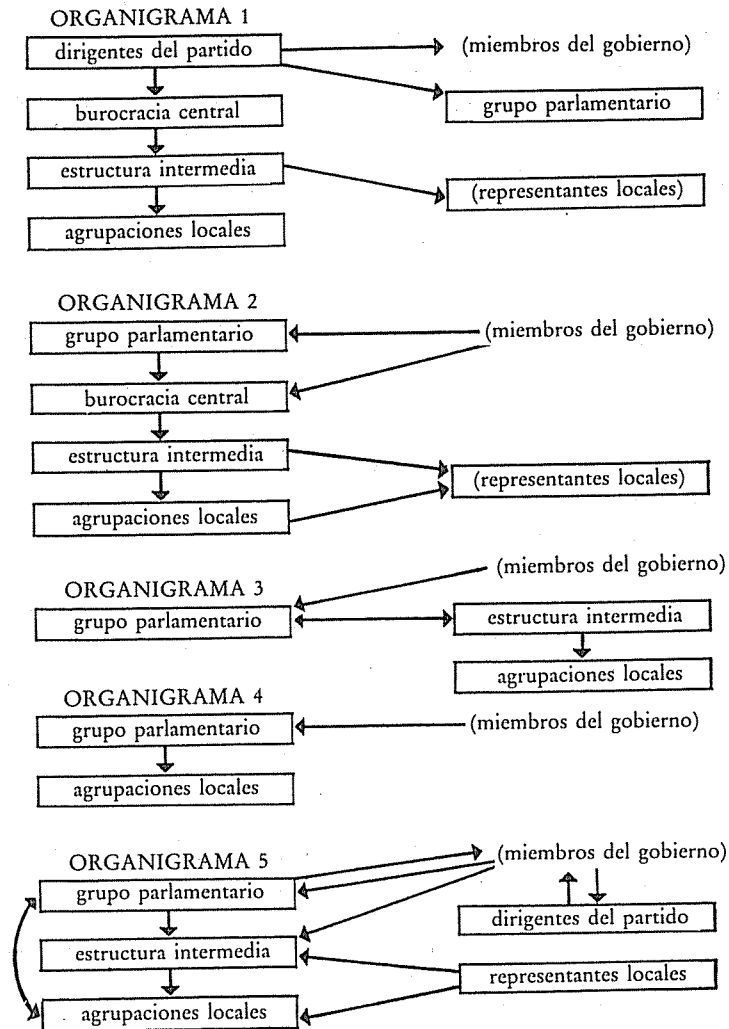 ORGANIGRAMA 1
dirigentes del partido
(miembros del gobierno)
burocracia central
grupo parlamentario
estructura intermedia
(representantes locales)
agrupaciones locales
ORGANIGRAMA 2
grupo parlamentario
(miembros del gobierno)
burocracia central
estructura intermedia
(representantes locales)
agrupaciones locales
(miembros del gobierno)
ORGANIGRAMA 3
grupo parlamentario
estructura intermedia
agrupaciones locales
ORGANIGRAMA 4
grupo parlamentario
(miembros del gobierno)
agrupaciones locales
ORGANIGRAMA 5
(miembros del gobierno)
grupo parlamentario
dirigentes del partido
estructura intermedia
representantes locales
agrupaciones locales